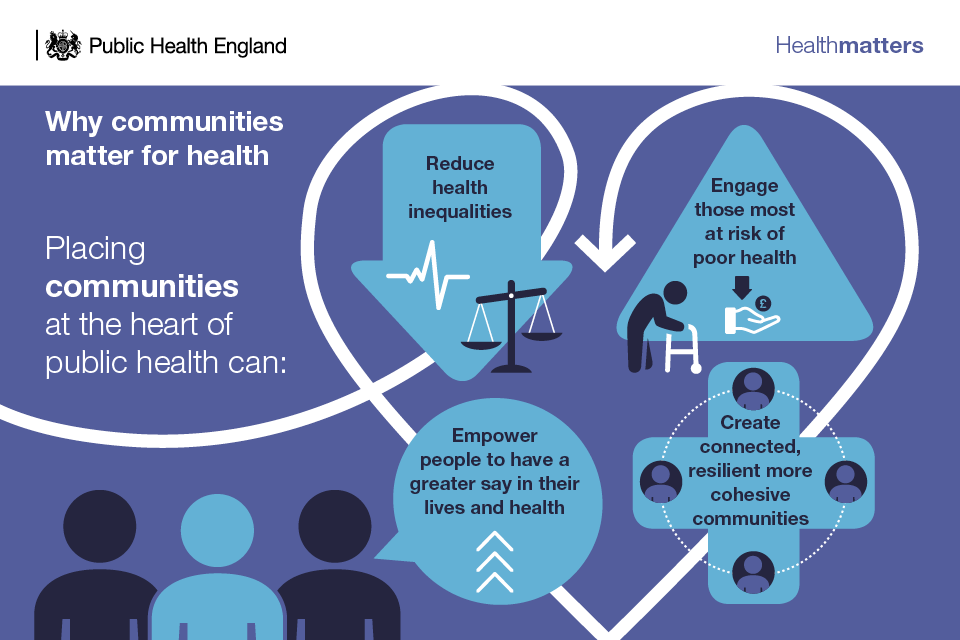 Public Health England
Healthmatters
Why communities
matter for health
Placing
communities
at the heart of
public health can:
Reduce
health
inequalities
Engage
those most
at risk of
poor health
£
Empower
people to have a
greater say in their
lives and health
Create
connected,
resilient more
cohesive
communities